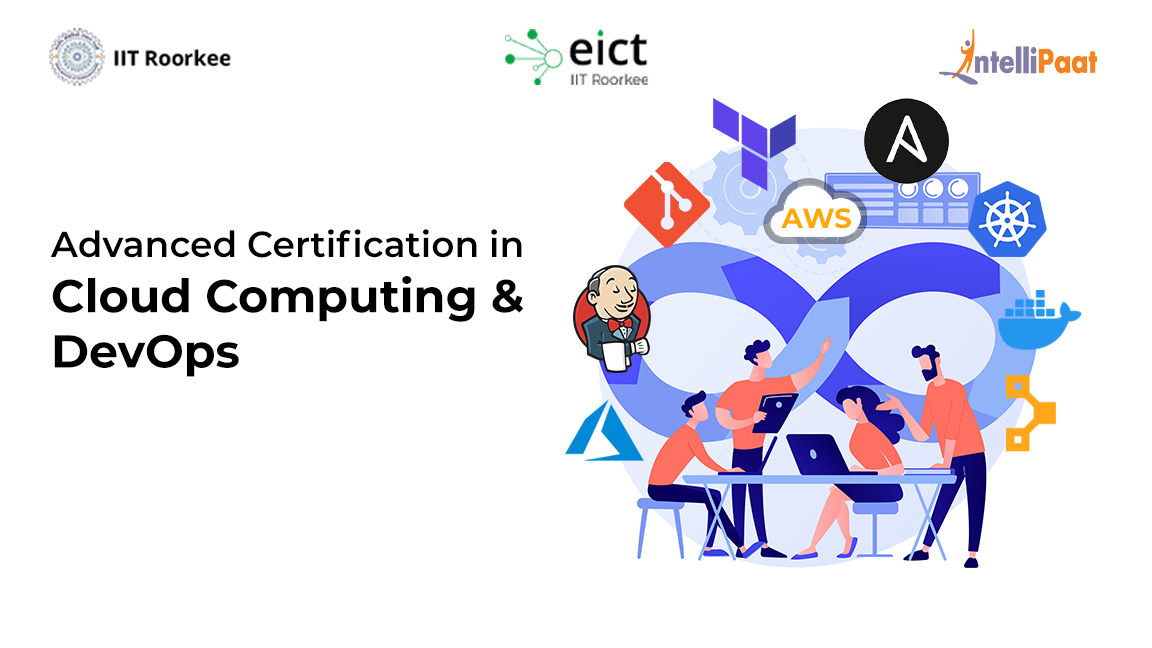 IIT Roorkee
eict
IIT Roorkee
IntelliPaat
Advanced Certification in
Cloud Computing &
DevOps
AWS